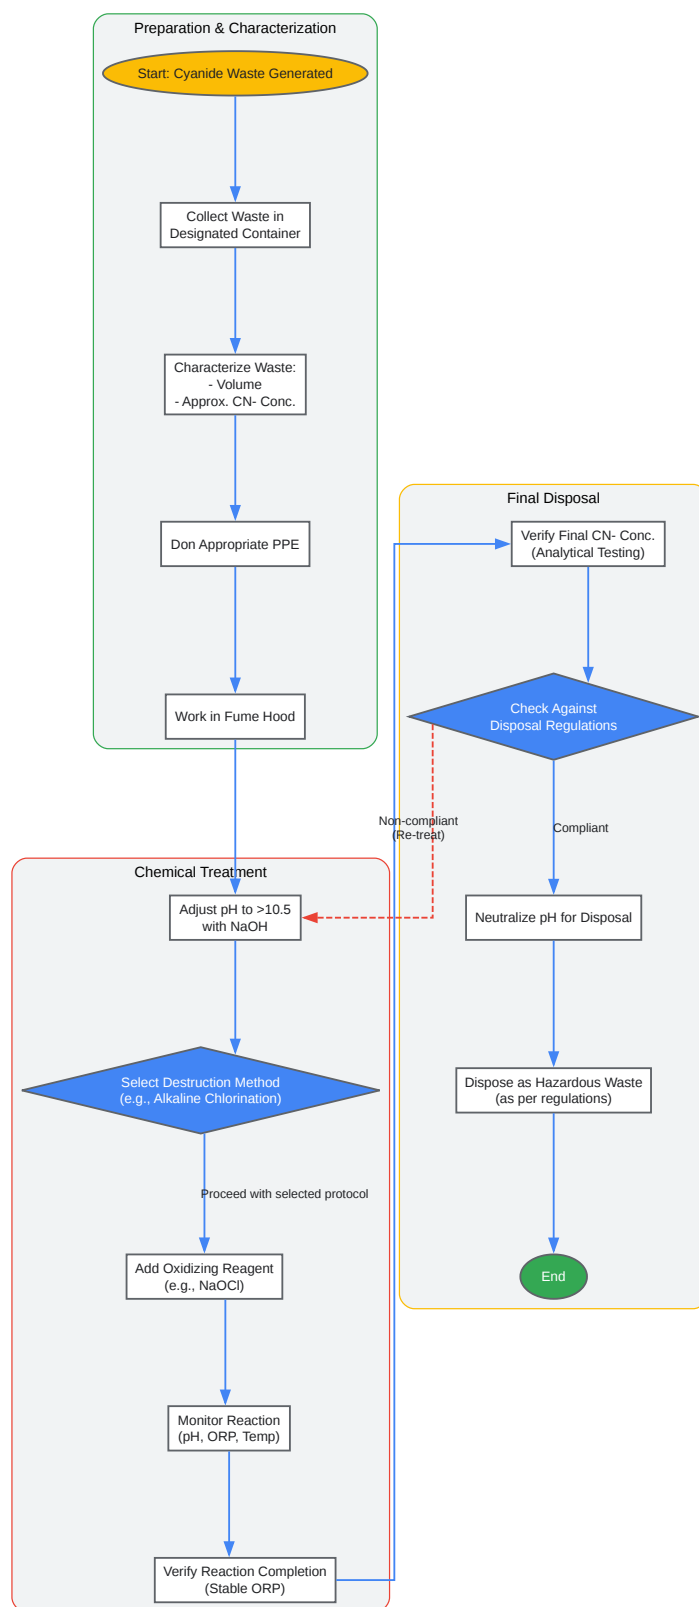 Preparation & Characterization
Start: Cyanide Waste Generated
Collect Waste in
Designated Container
Characterize Waste:
- Volume
- Approx. CN- Conc.
Don Appropriate PPE
Work in Fume Hood
Chemical Treatment
Adjust pH to >10.5
with NaOH
Select Destruction Method
(e.g., Alkaline Chlorination)
Proceed with selected protocol
Add Oxidizing Reagent
(e.g., NaOCl)
Monitor Reaction
(pH, ORP, Temp)
Verify Reaction Completion
(Stable ORP)
Final Disposal
Verify Final CN- Conc.
(Analytical Testing)
Check Against
Disposal Regulations
Non-compliant
(Re-treat)
Compliant
Neutralize pH for Disposal
Dispose as Hazardous Waste
(as per regulations)
End